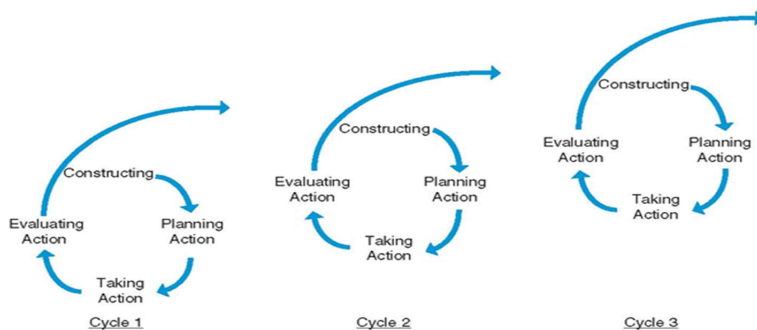 Constructing
Evaluating
Action
Planning
Action
Taking
Action
Cycle 1
Constructing
Evaluating
Action
Planning
Action
Taking
Action
Cycle 2
Constructing
Evaluating
Action
Planning
Action
Taking
Action
Cycle 3